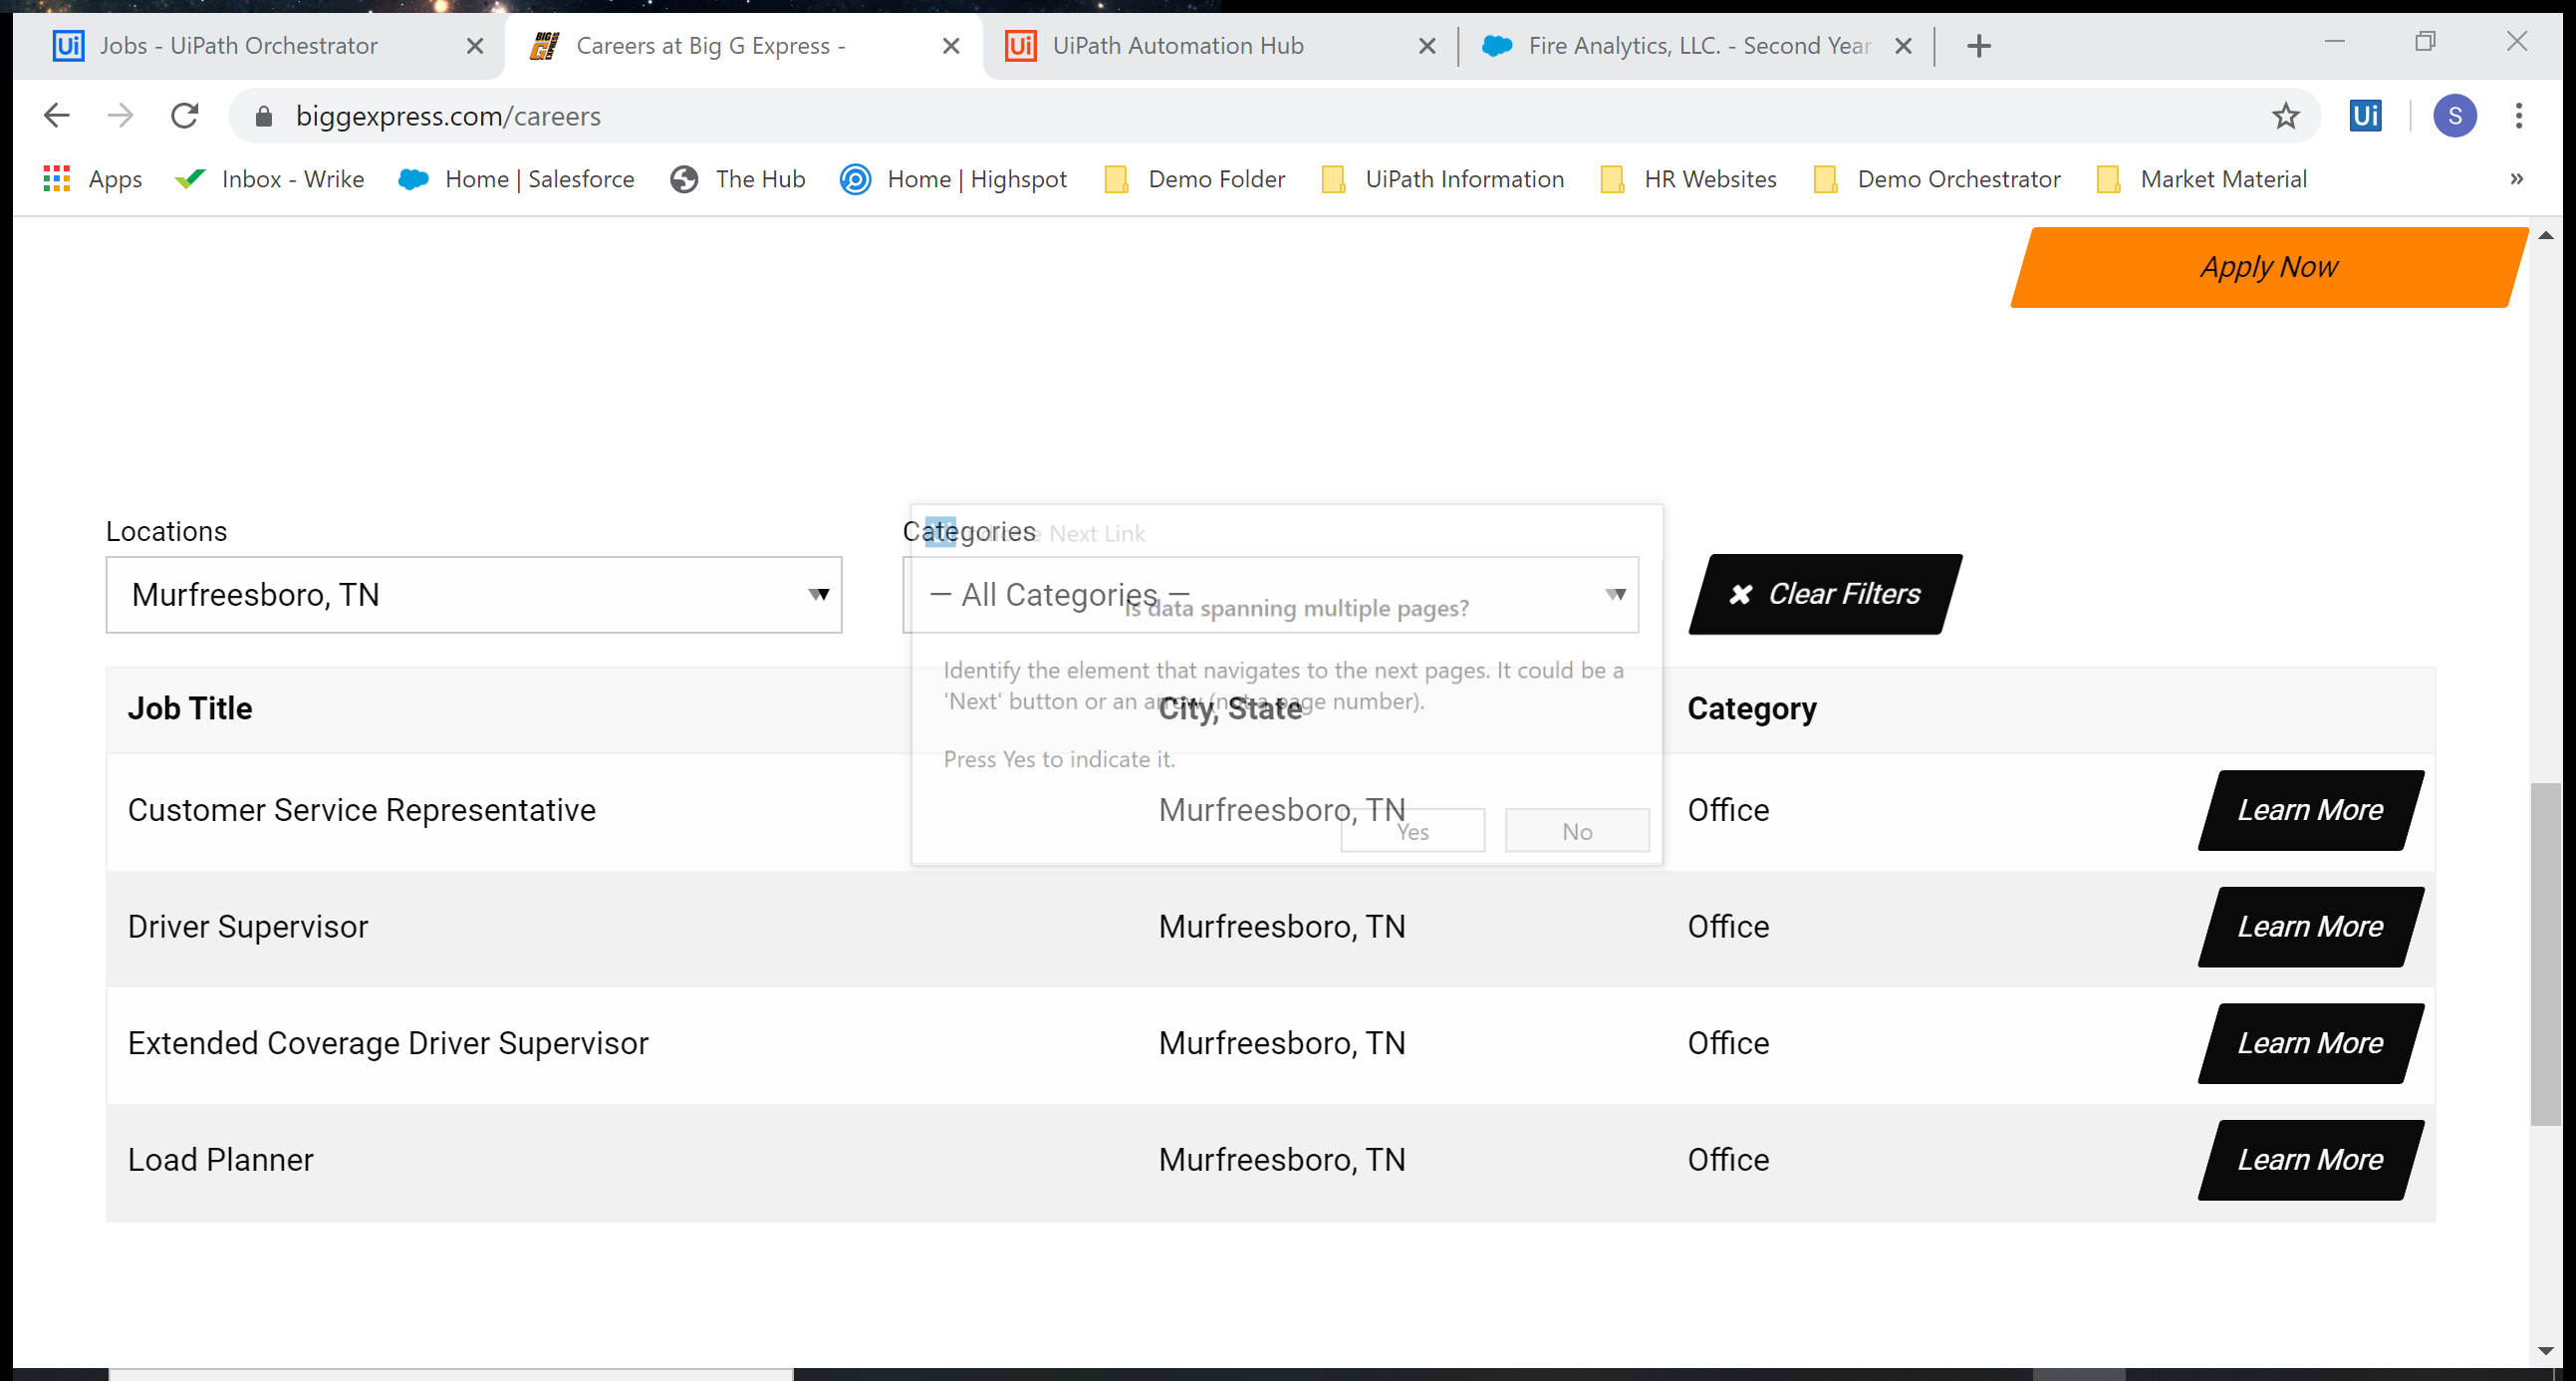 Jobs - UiPath Orchestrator
Careers at Big G Express -
UiPath Automation Hub
Fire Analytics, LLC. - Second Year
biggexpress.com/careers
Ui
S
Apps
Inbox - Wrike
Home | Salesforce
The Hub
Home | Highspot
Demo Folder
UiPath Information
HR Websites
Demo Orchestrator
Market Material
»
Apply Now
Locations
Categories
Next Link
Murfreesboro, TN
— All Categories —
Clear Filters
Is data spanning multiple pages?
Identify the element that navigates to the next pages. It could be a
'Next' button or an arrow (not a page number).
Press Yes to indicate it.
Yes
No
Job Title
City, State
Category
Customer Service Representative
Murfreesboro, TN
Office
Learn More
Driver Supervisor
Murfreesboro, TN
Office
Learn More
Extended Coverage Driver Supervisor
Murfreesboro, TN
Office
Learn More
Load Planner
Murfreesboro, TN
Office
Learn More